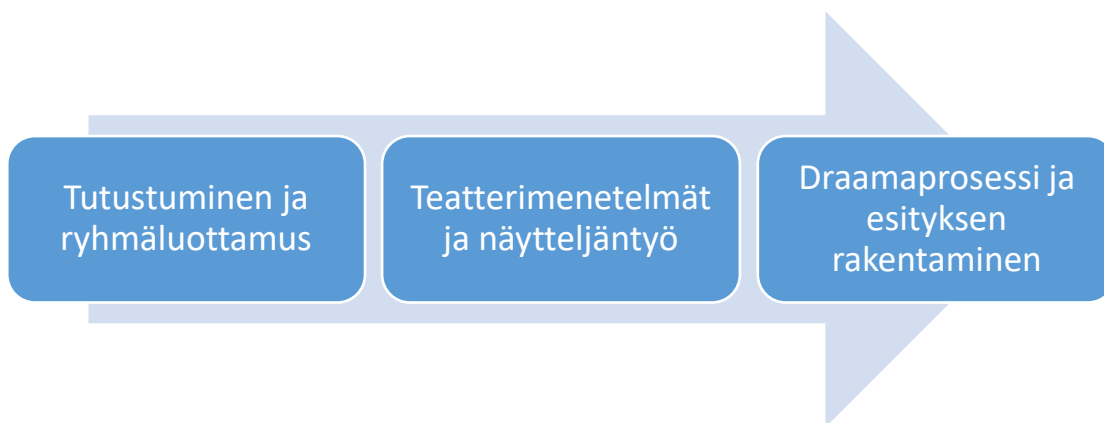 Tutustuminen ja
ryhmäluottamus
Teatterimenetelmät
ja näytteljäntyö
Draamaprosessi ja
esityksen
rakentaminen